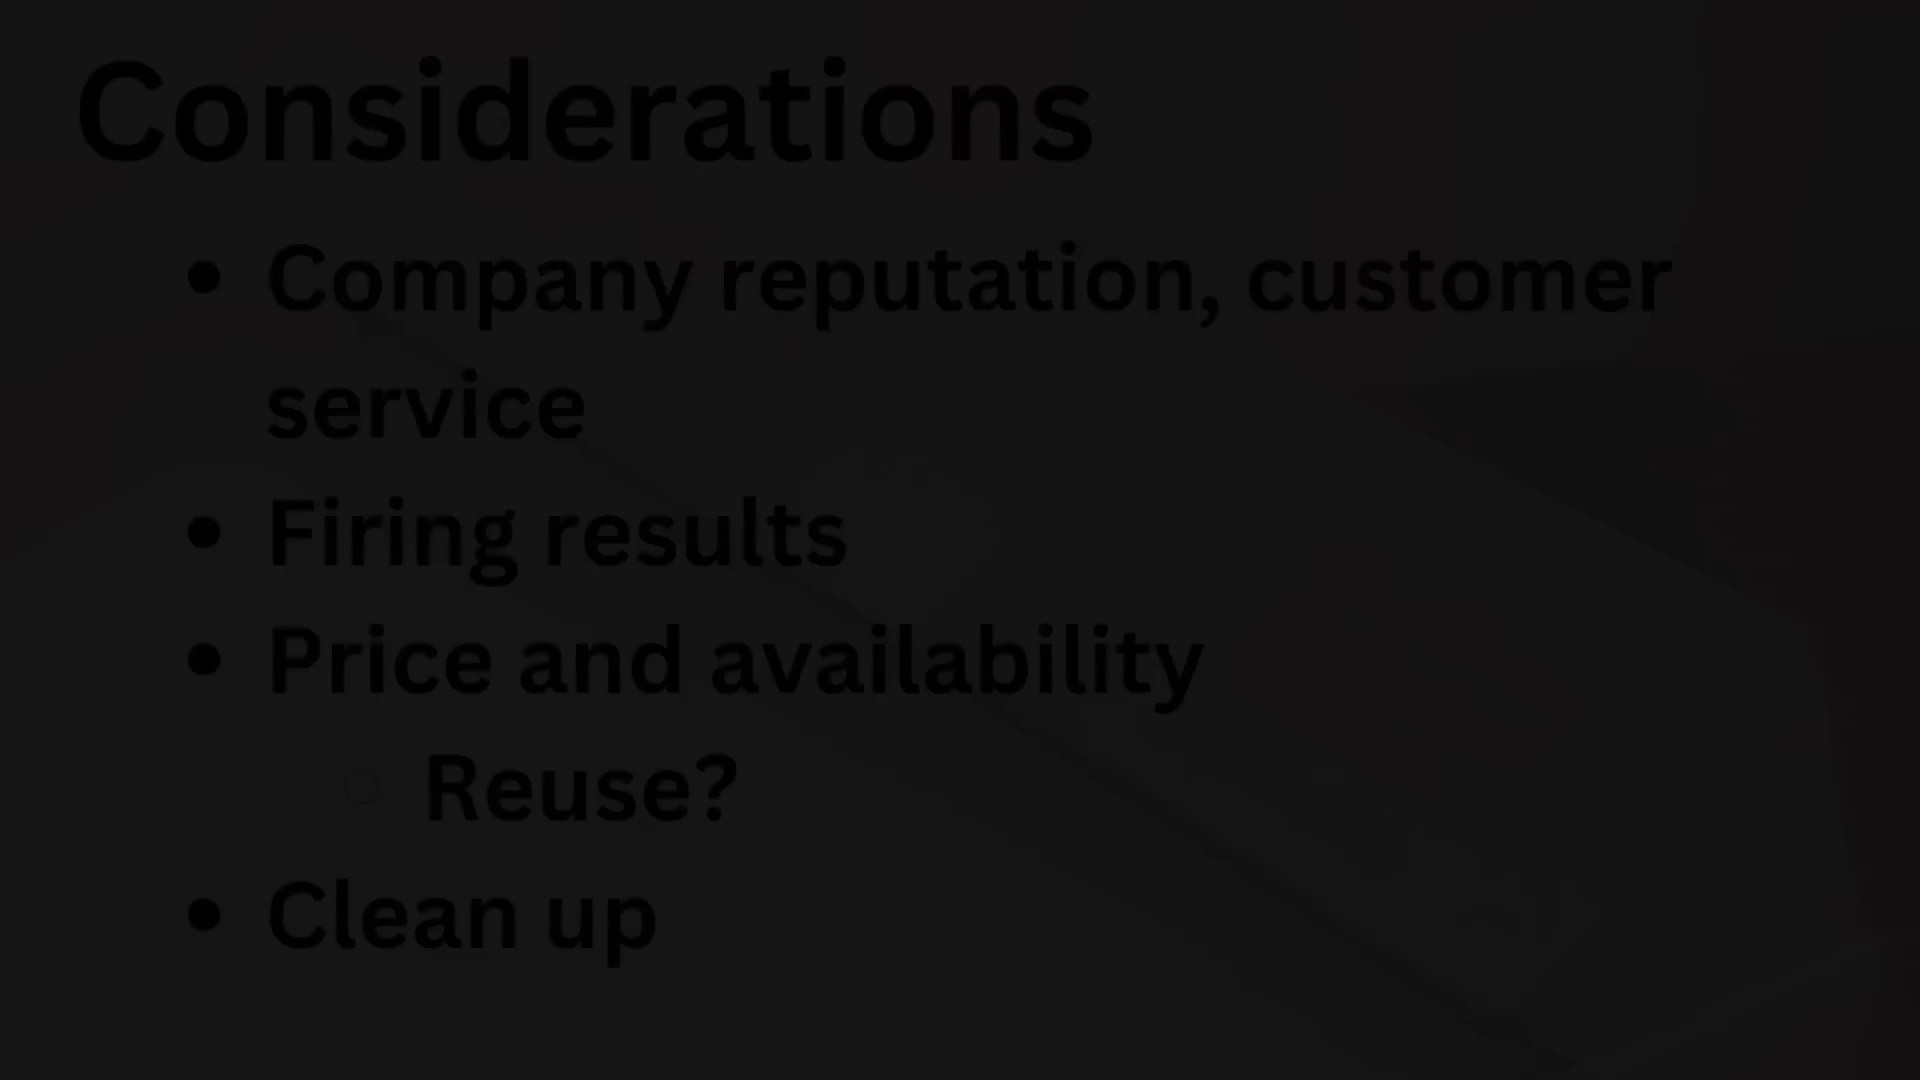 Considerations
• Company reputation, customer
service
• Firing results
• Price and availability
○ Reuse?
• Clean up